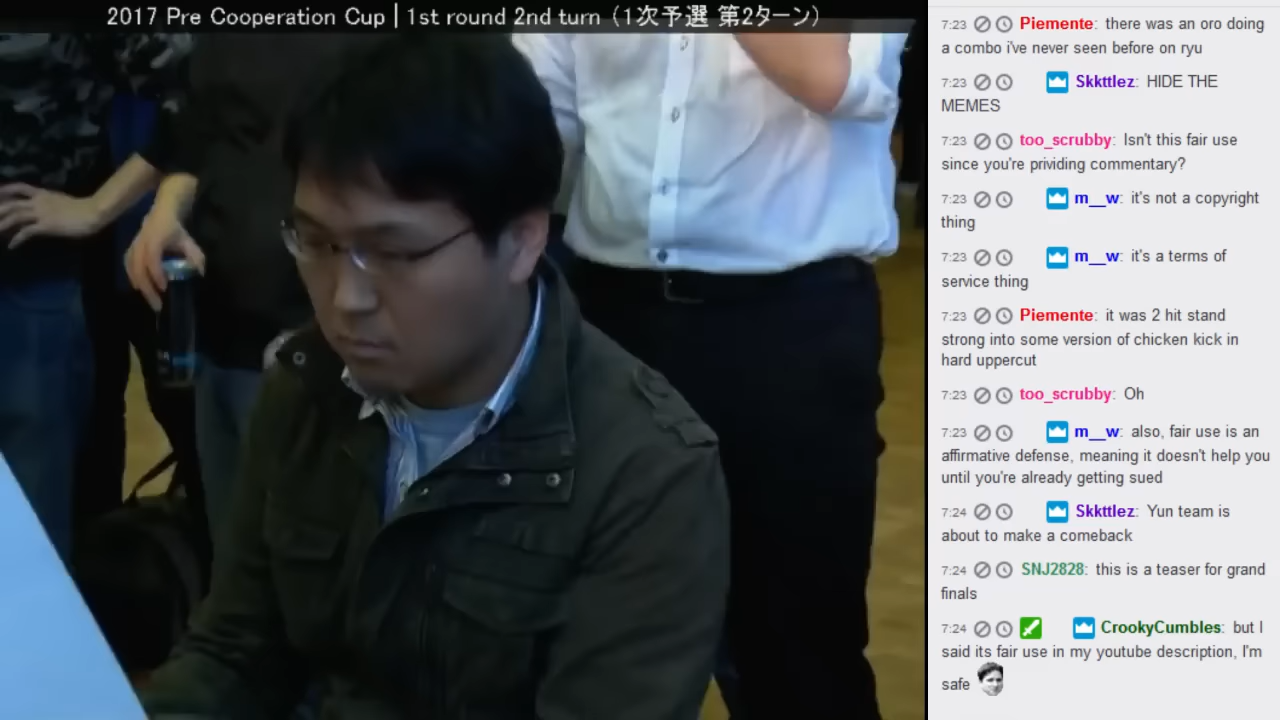 2017 Pre Cooperation Cup | 1st round 2nd turn (1次予選 第2ターン)
7:23 Piemente: there was an oro doing
a combo i've never seen before on ryu
7:23 Skkttlez: HIDE THE
MEMES
7:23 too_scrubby: Isn't this fair use
since you're prividing commentary?
7:23 m__w: it's not a copyright
thing
7:23 m__w: it's a terms of
service thing
7:23 Piemente: it was 2 hit stand
strong into some version of chicken kick in
hard uppercut
7:23 too_scrubby: Oh
7:23 m__w: also, fair use is an
affirmative defense, meaning it doesn't help you
until you're already getting sued
7:24 Skkttlez: Yun team is
about to make a comeback
7:24 SNJ2828: this is a teaser for grand
finals
7:24 CrookyCumbles: but I
said its fair use in my youtube description, I'm
safe